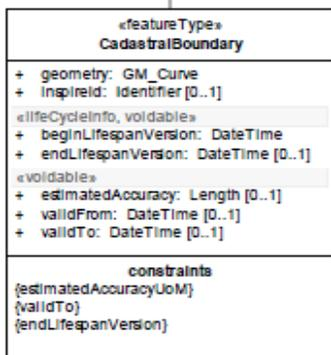 «featureType»
CadastralBoundary
+ geometry: GM_Curve
+ inspireId: Identifier [0..1]
«lifeCycleInfo, voidable»
+ beginLifespanVersion: DateTime
+ endLifespanVersion: DateTime [0..1]
«voidable»
+ estimatedAccuracy: Length [0..1]
+ validFrom: DateTime [0..1]
+ validTo: DateTime [0..1]
constraints
{estimatedAccuracyUoM}
{validTo}
{endLifespanVersion}